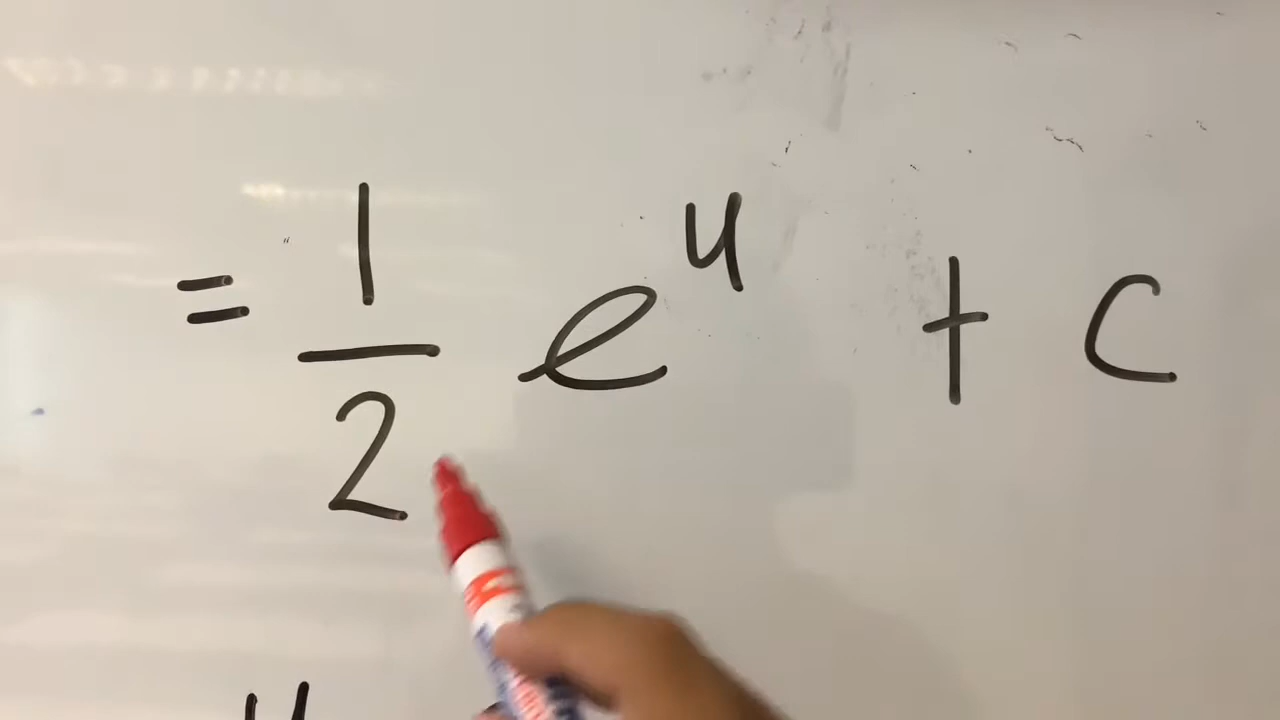 = 1/2 e^u + c
u